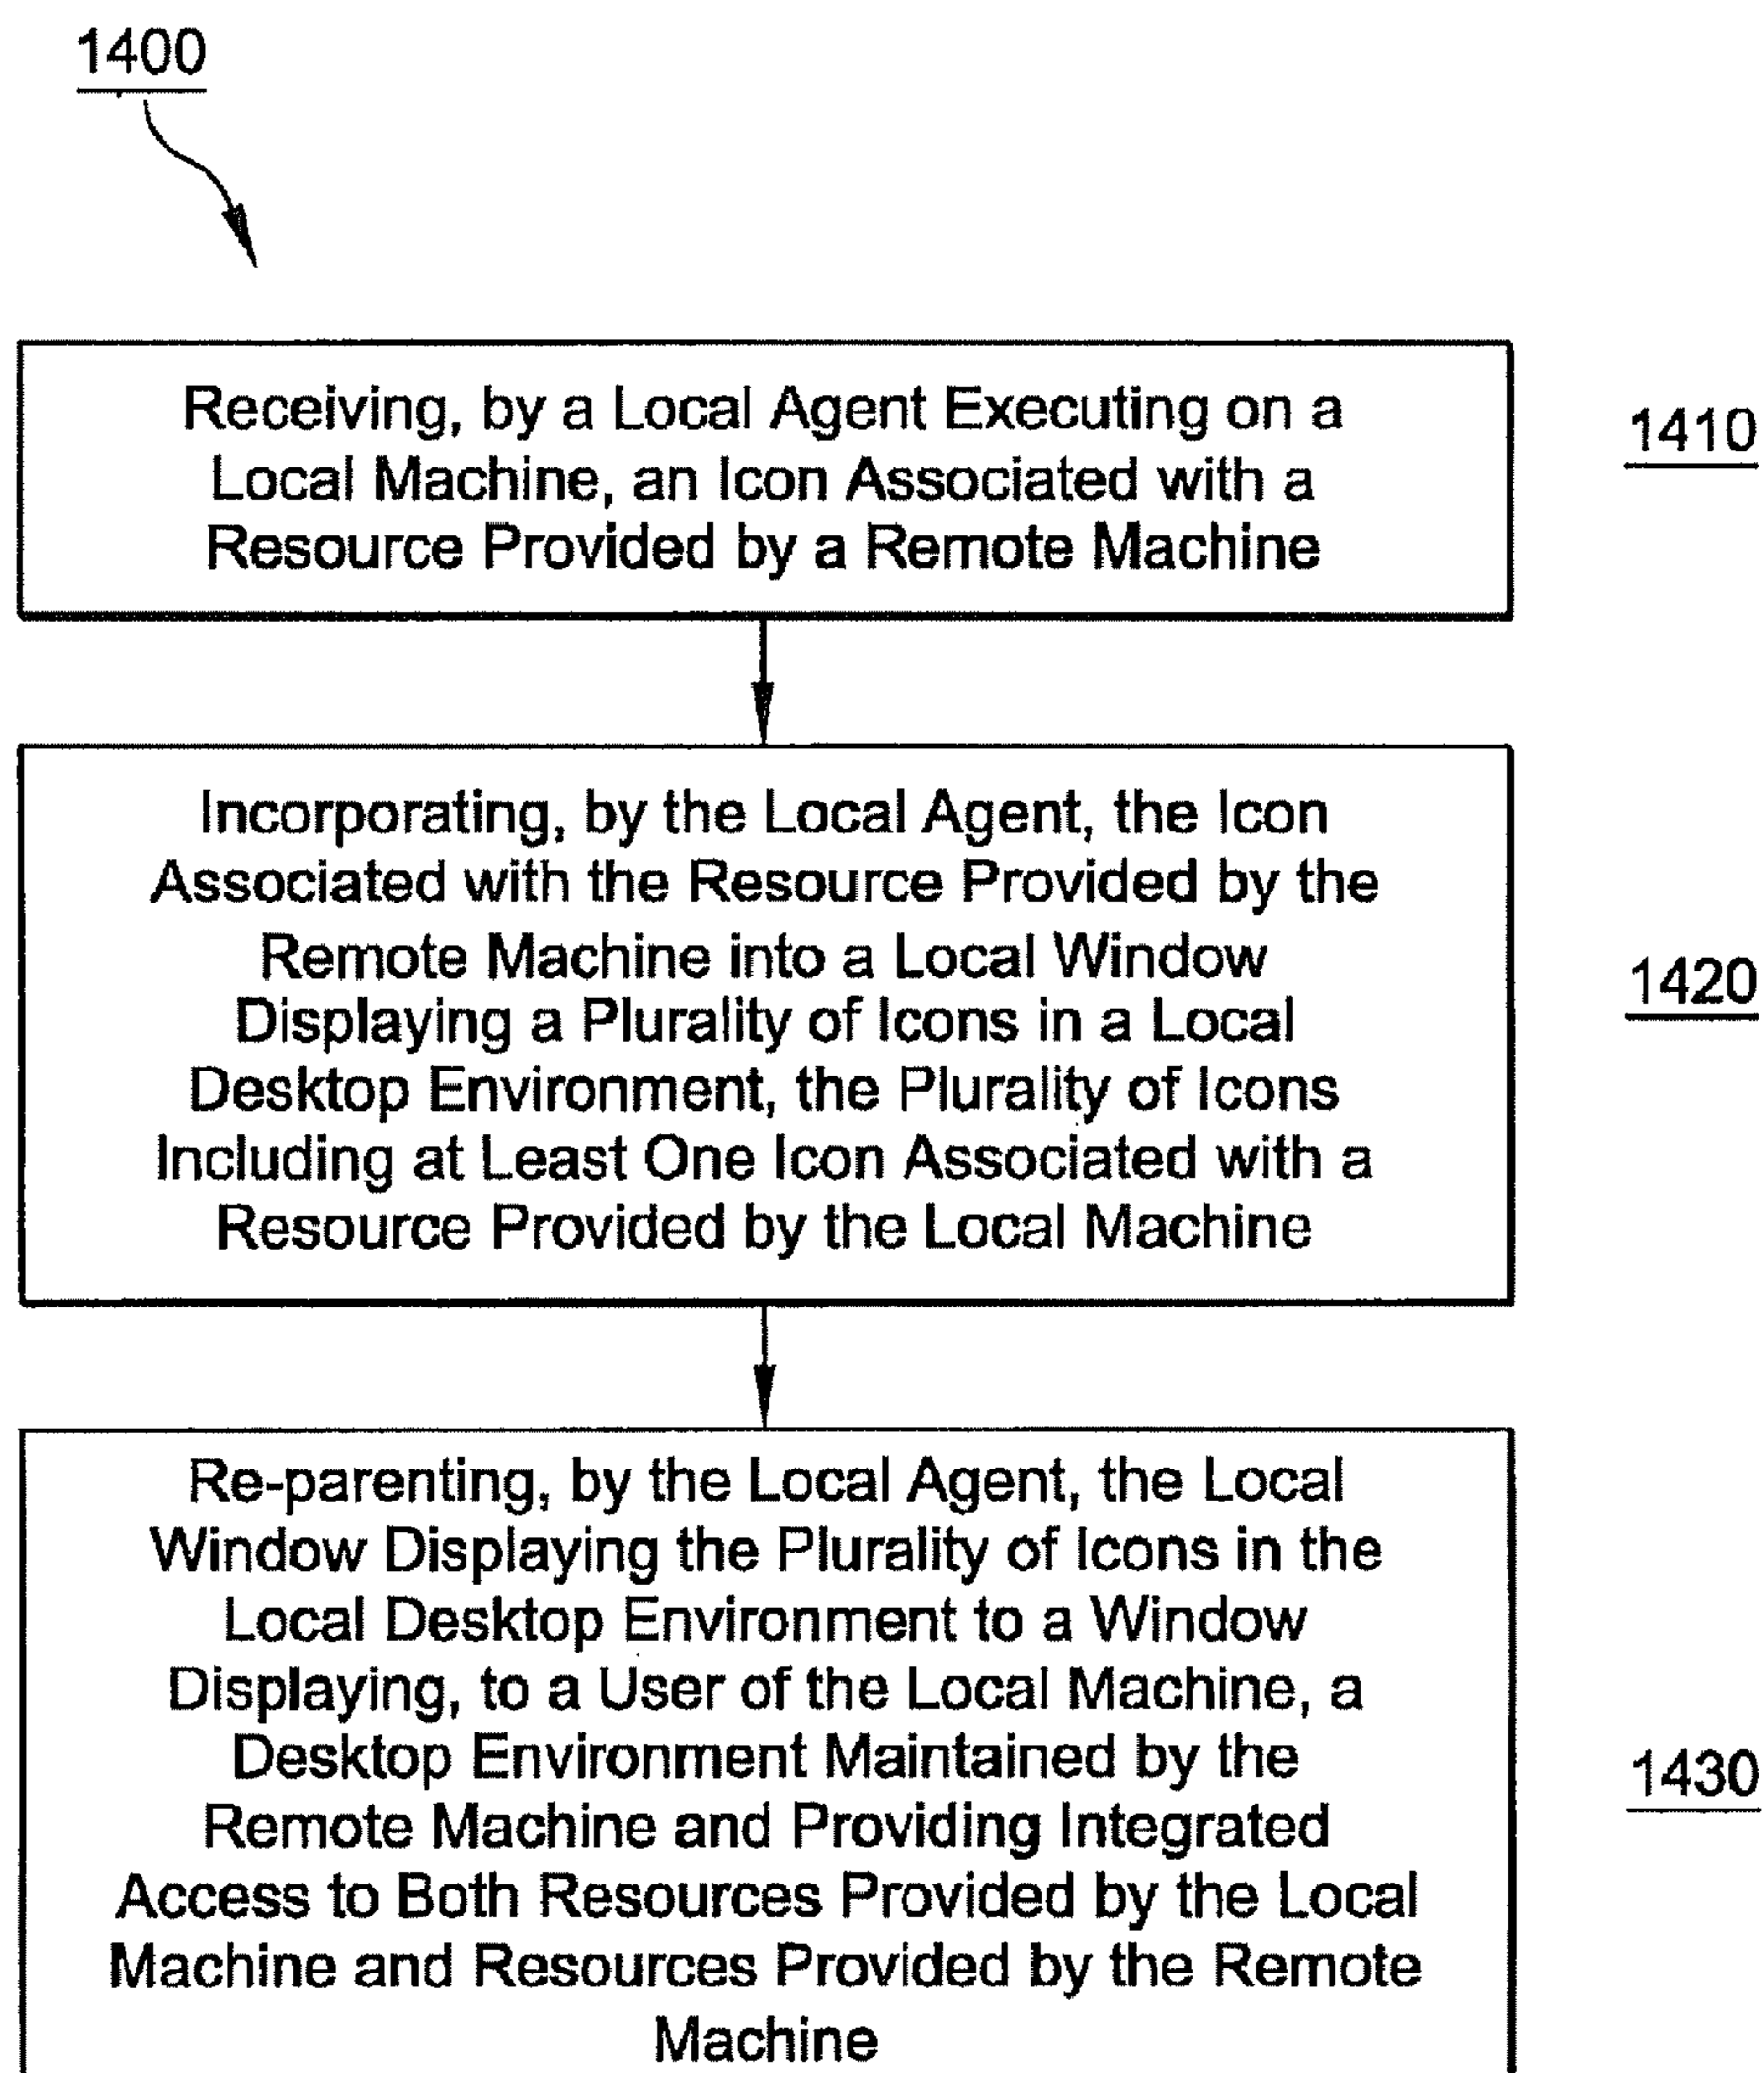 1400
Receiving, by a Local Agent Executing on a
Local Machine, an Icon Associated with a
Resource Provided by a Remote Machine
1410
Incorporating, by the Local Agent, the Icon
Associated with the Resource Provided by the
Remote Machine into a Local Window
Displaying a Plurality of Icons in a Local
Desktop Environment, the Plurality of Icons
Including at Least One Icon Associated with a
Resource Provided by the Local Machine
1420
Re-parenting, by the Local Agent, the Local
Window Displaying the Plurality of Icons in the
Local Desktop Environment to a Window
Displaying, to a User of the Local Machine, a
Desktop Environment Maintained by the
Remote Machine and Providing Integrated
Access to Both Resources Provided by the Local
Machine and Resources Provided by the Remote
Machine
1430